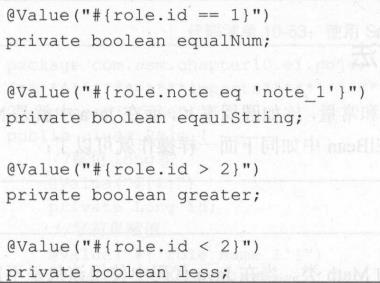 @Value("#{role.id == 1}")
private boolean equalNum;
@Value("#{role.note eq 'note_1'}")
private boolean eqaulString;
@Value("#{role.id > 2}")
private boolean greater;
@Value("#{role.id < 2}")
private boolean less;